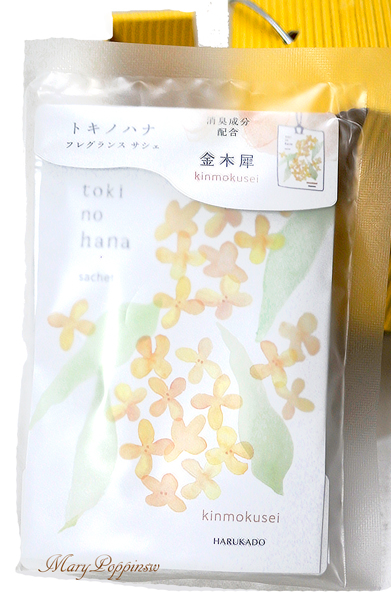 トキノハナ
フレグランス サシェ
消臭成分
配合
金木犀
kinmokusei
toki
no
hana
sachet
kinmokusei
HARUKADO
Mary Poppinsw